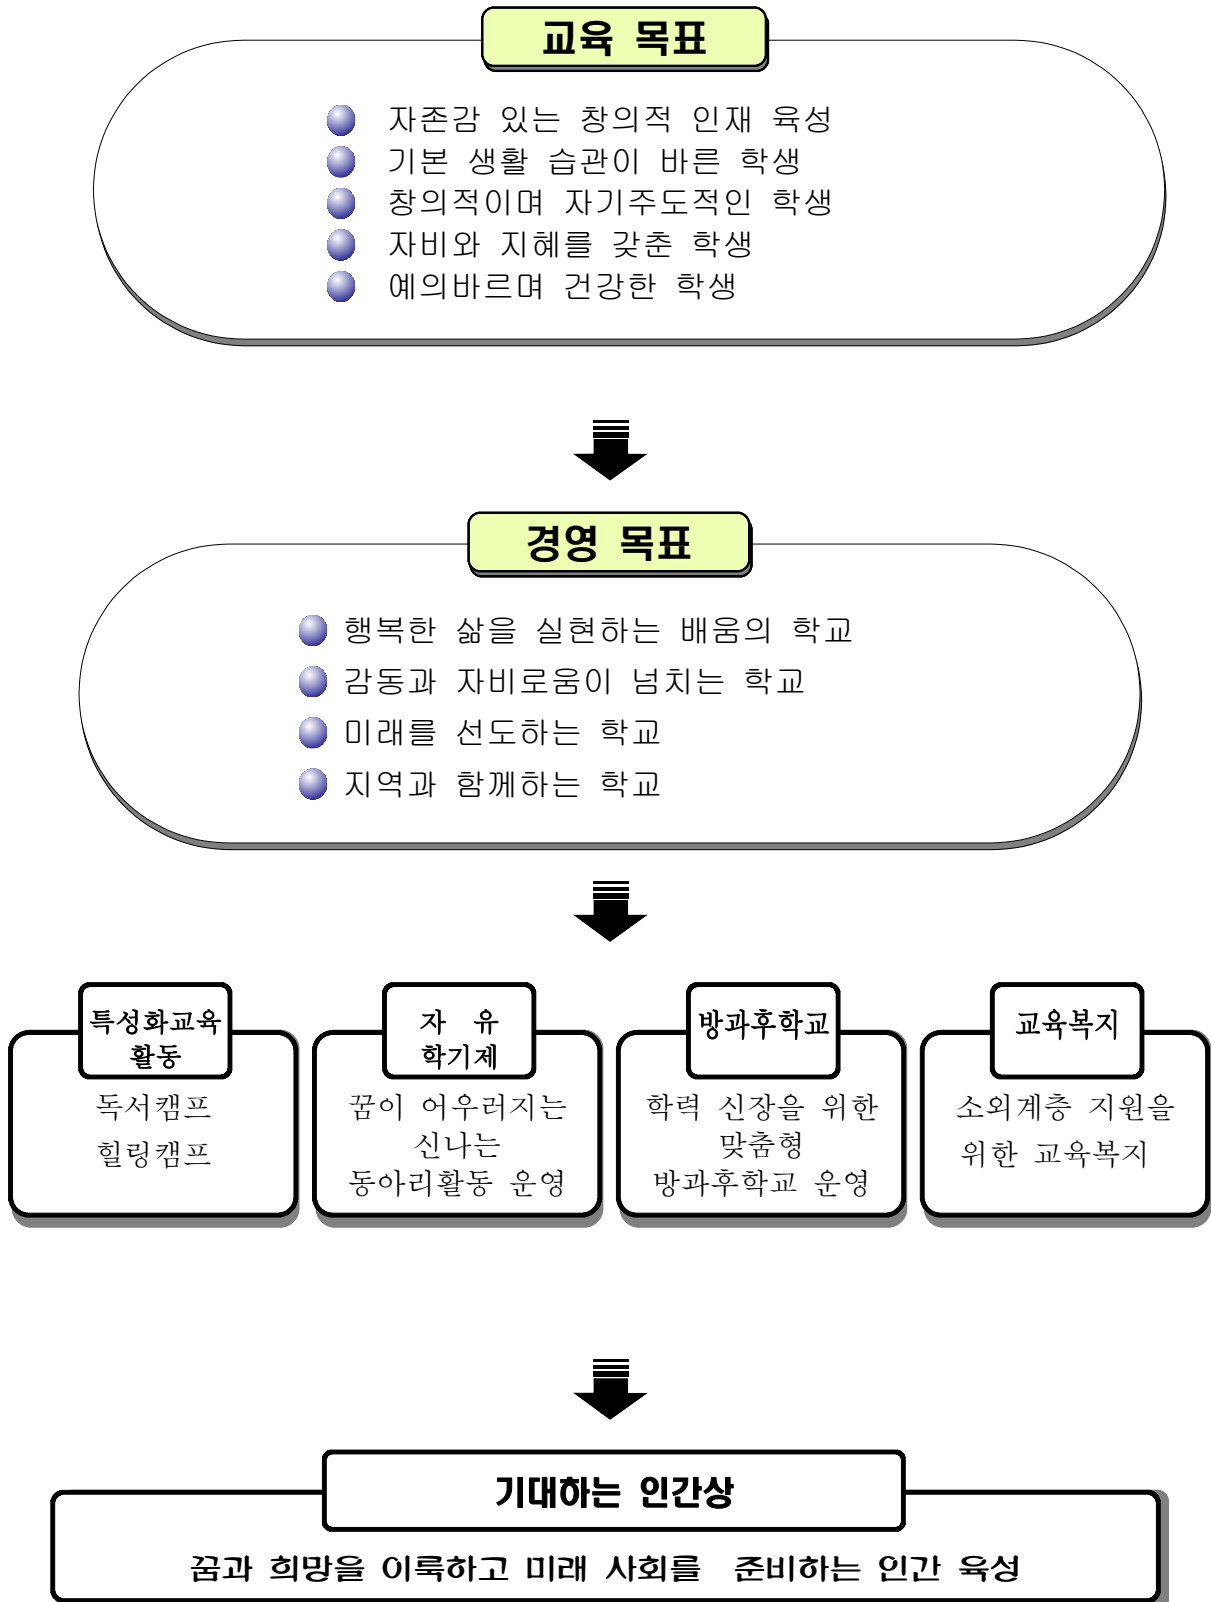 교육 목표
자존감 있는 창의적 인재 육성
기본 생활 습관이 바른 학생
창의적이며 자기주도적인 학생
자비와 지혜를 갖춘 학생
예의바르며 건강한 학생
경영 목표
행복한 삶을 실현하는 배움의 학교
감동과 자비로움이 넘치는 학교
미래를 선도하는 학교
지역과 함께하는 학교
특성화교육
활동
독서캠프
힐링캠프
자 유
학기제
꿈이 어우러지는
신나는
동아리활동 운영
방과후학교
학력 신장을 위한
맞춤형
방과후학교 운영
교육복지
소외계층 지원을
위한 교육복지
기대하는 인간상
꿈과 희망을 이룩하고 미래 사회를 준비하는 인간 육성